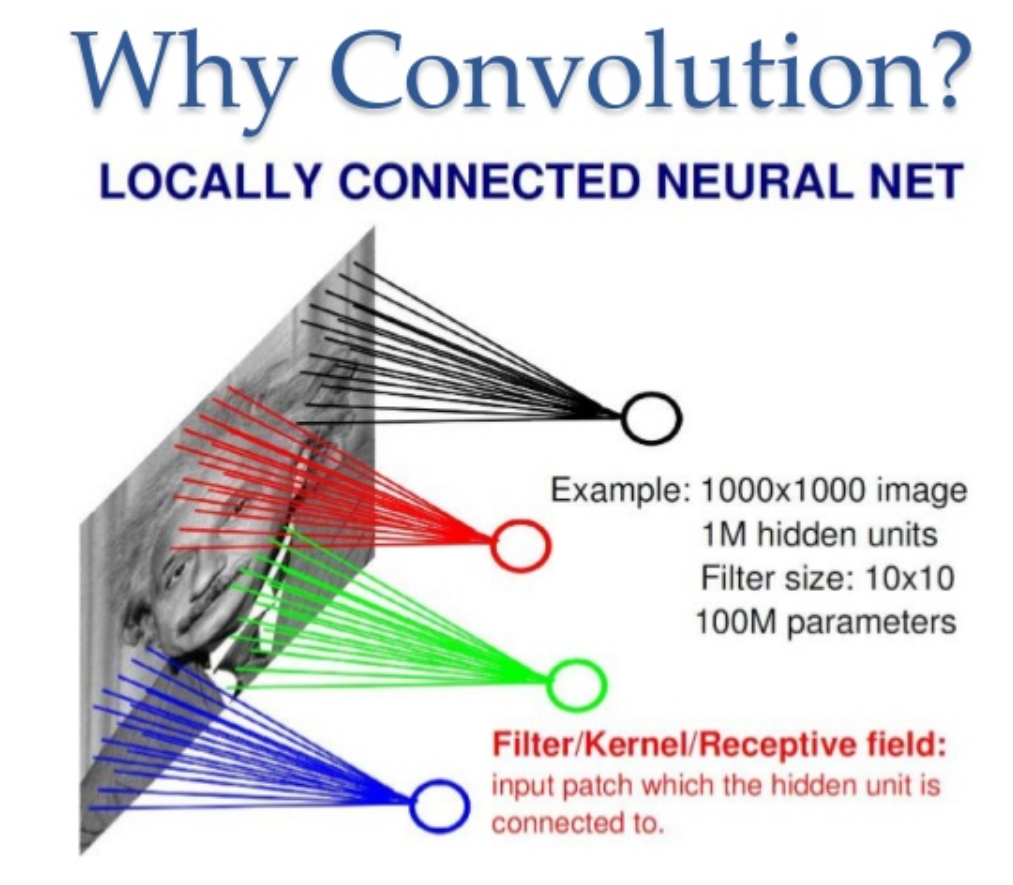 Why Convolution?
LOCALLY CONNECTED NEURAL NET
Example: 1000x1000 image
1M hidden units
Filter size: 10x10
100M parameters
Filter/Kernel/Receptive field:
input patch which the hidden unit is
connected to.